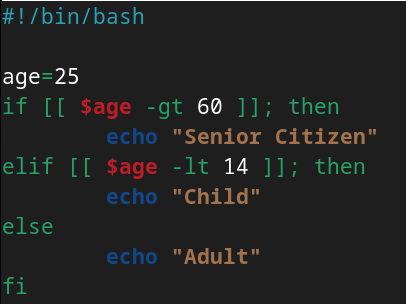 #!/bin/bash

age=25
if [[ $age -gt 60 ]]; then
        echo "Senior Citizen"
elif [[ $age -lt 14 ]]; then
        echo "Child"
else
        echo "Adult"
fi